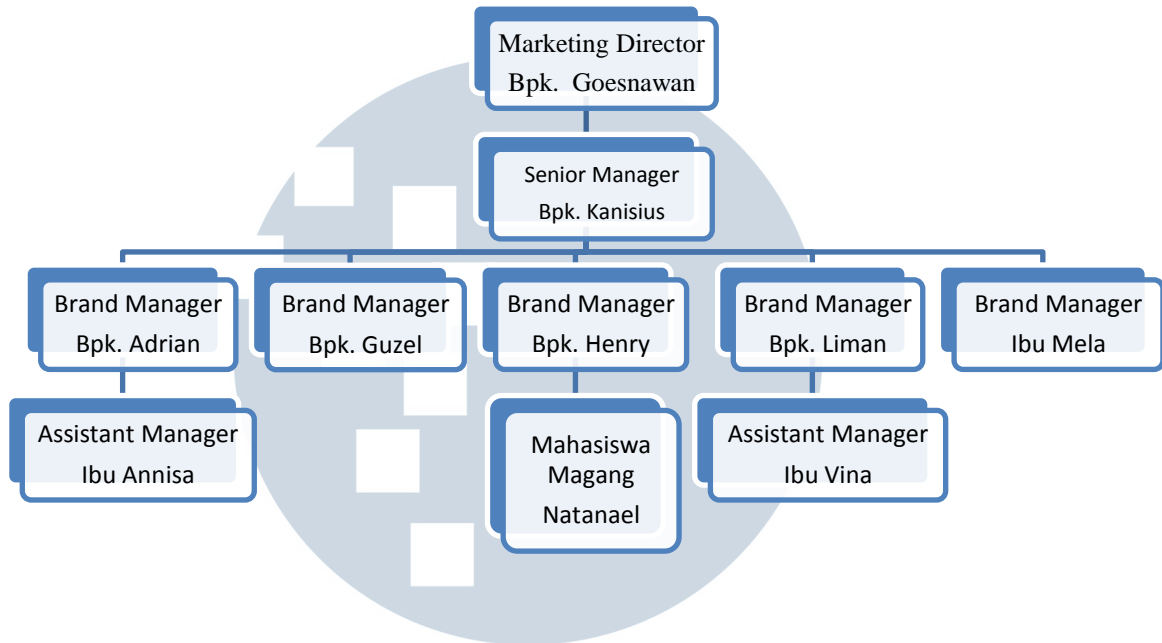 Marketing Director
Bpk. Goesnawan
Senior Manager
Bpk. Kanisius
Brand Manager
Bpk. Adrian
Brand Manager
Bpk. Guzel
Brand Manager
Bpk. Henry
Brand Manager
Bpk. Liman
Brand Manager
Ibu Mela
Assistant Manager
Ibu Annisa
Mahasiswa
Magang
Natanael
Assistant Manager
Ibu Vina